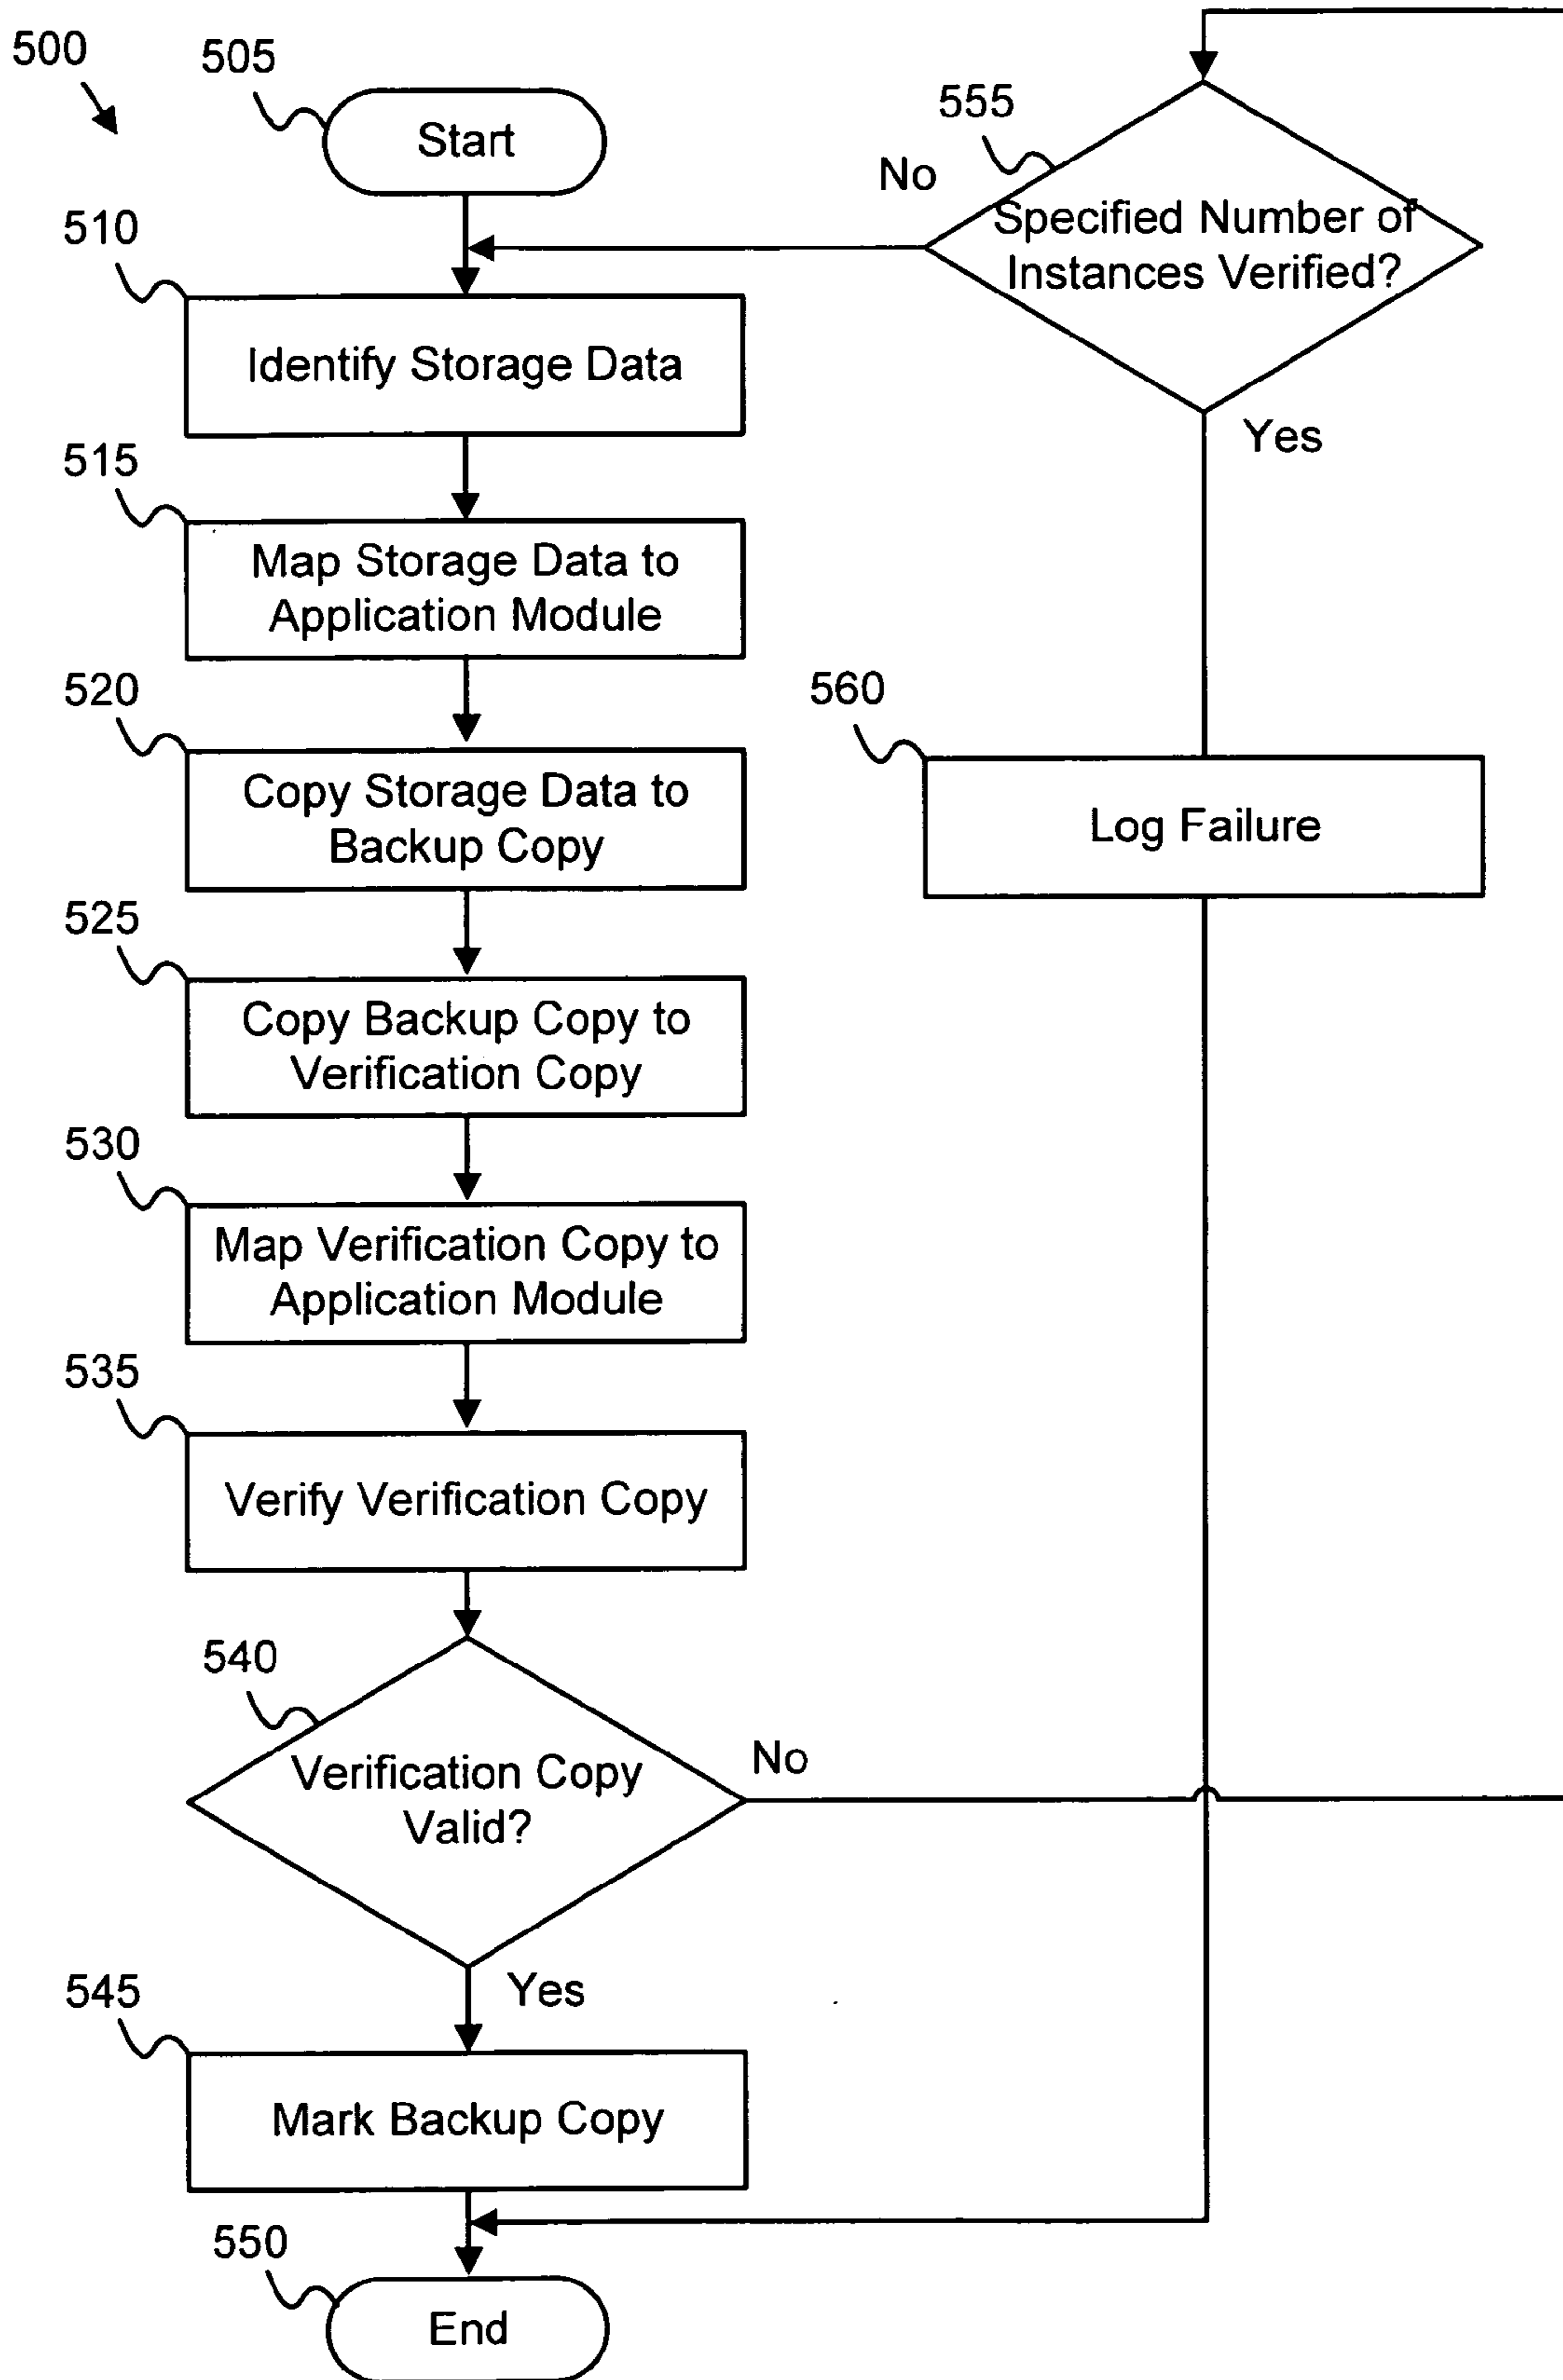 500
505
Start
555
No
Specified Number of
Instances Verified?
Yes
510
Identify Storage Data
515
Map Storage Data to
Application Module
520
Copy Storage Data to
Backup Copy
560
Log Failure
525
Copy Backup Copy to
Verification Copy
530
Map Verification Copy to
Application Module
535
Verify Verification Copy
540
Verification Copy
Valid?
No
Yes
545
Mark Backup Copy
550
End